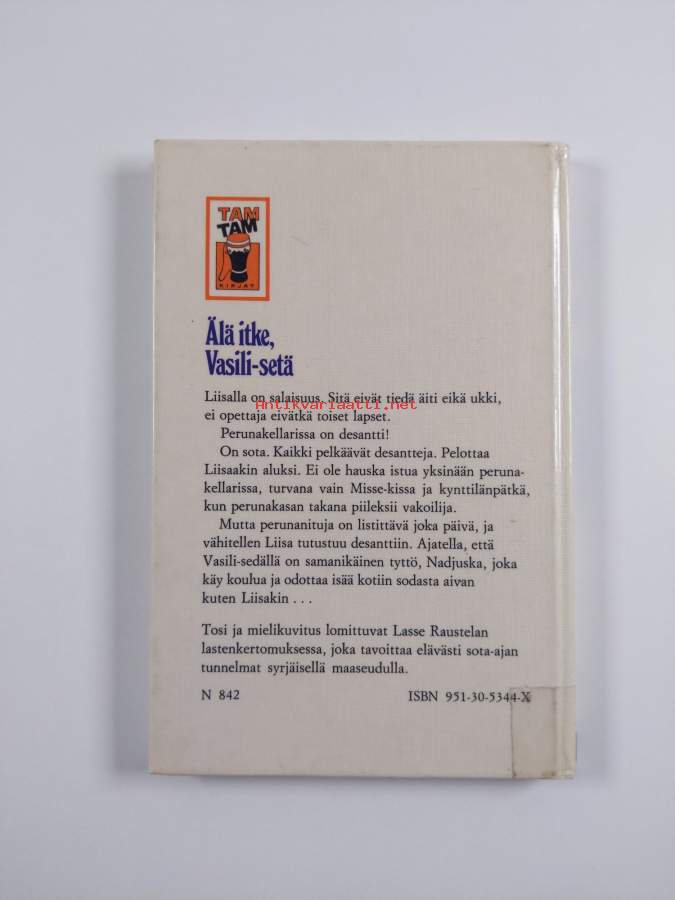 TAM
TAM
KIRJAT
Älä itke,
Vasili-setä
Liisalla on salaisuus. Sitä eivät tiedä äiti eikä ukki,
Antikvariaatti.net
ei opettaja eivätkä toiset lapset.
Perunakellarissa on desantti!
On sota. Kaikki pelkäävät desantteja. Pelottaa
Liisaakin aluksi. Ei ole hauska istua yksinään peruna-
kellarissa, turvana vain Misse-kissa ja kynttilänpätkä,
kun perunakasan takana piileksii vakoilija.
Mutta perunanituja on listittävä joka päivä, ja
vähitellen Liisa tutustuu desanttiin. Ajatella, että
Vasili-sedällä on samanikäinen tyttö, Nadjuska, joka
käy koulua ja odottaa isää kotiin sodasta aivan
kuten Liisakin . . .
Tosi ja mielikuvitus lomittuvat Lasse Raustelan
lastenkertomuksessa, joka tavoittaa elävästi sota-ajan
tunnelmat syrjäisellä maaseudulla.
N 842 ISBN 951-30-5344-X